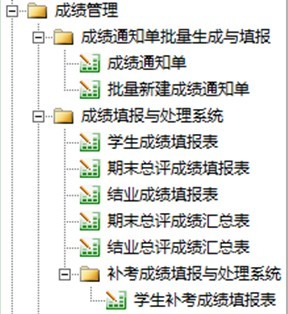 成绩管理
成绩通知单批量生成与填报
成绩通知单
批量新建成绩通知单
成绩填报与处理系统
学生成绩填报表
期末总评成绩填报表
结业成绩填报表
期末总评成绩汇总表
结业总评成绩汇总表
补考成绩填报与处理系统
学生补考成绩填报表